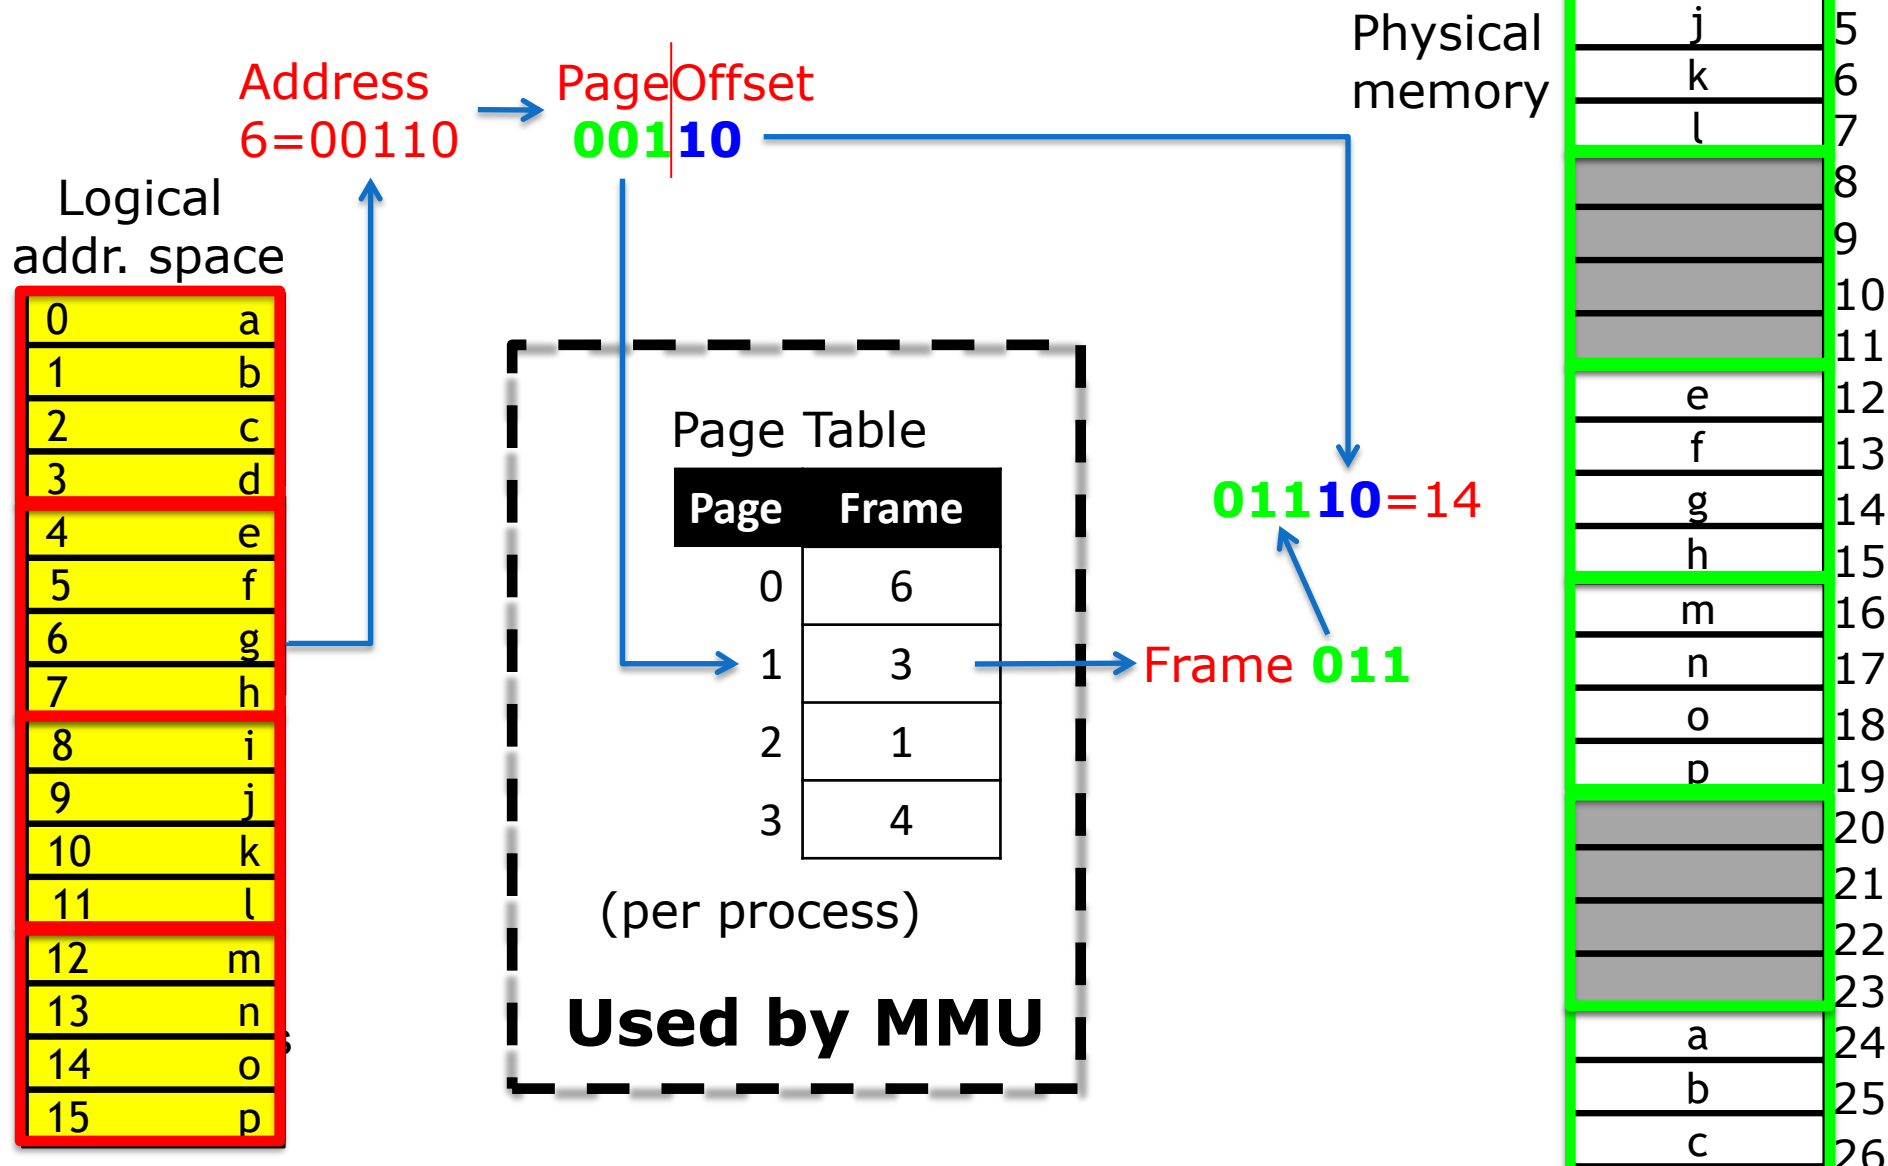 Address
6=00110
Page Offset
00110
Logical
addr. space
0 a
1 b
2 c
3 d
4 e
5 f
6 g
7 h
8 i
9 j
10 k
11 l
12 m
13 n
14 o
15 p
Page Table
Page Frame
0 6
1 3
2 1
3 4
(per process)
Used by MMU
01110=14
Frame 011
Physical
memory
j 5
k 6
l 7
8
9
10
11
e 12
f 13
g 14
h 15
m 16
n 17
o 18
p 19
20
21
22
23
a 24
b 25
c 26